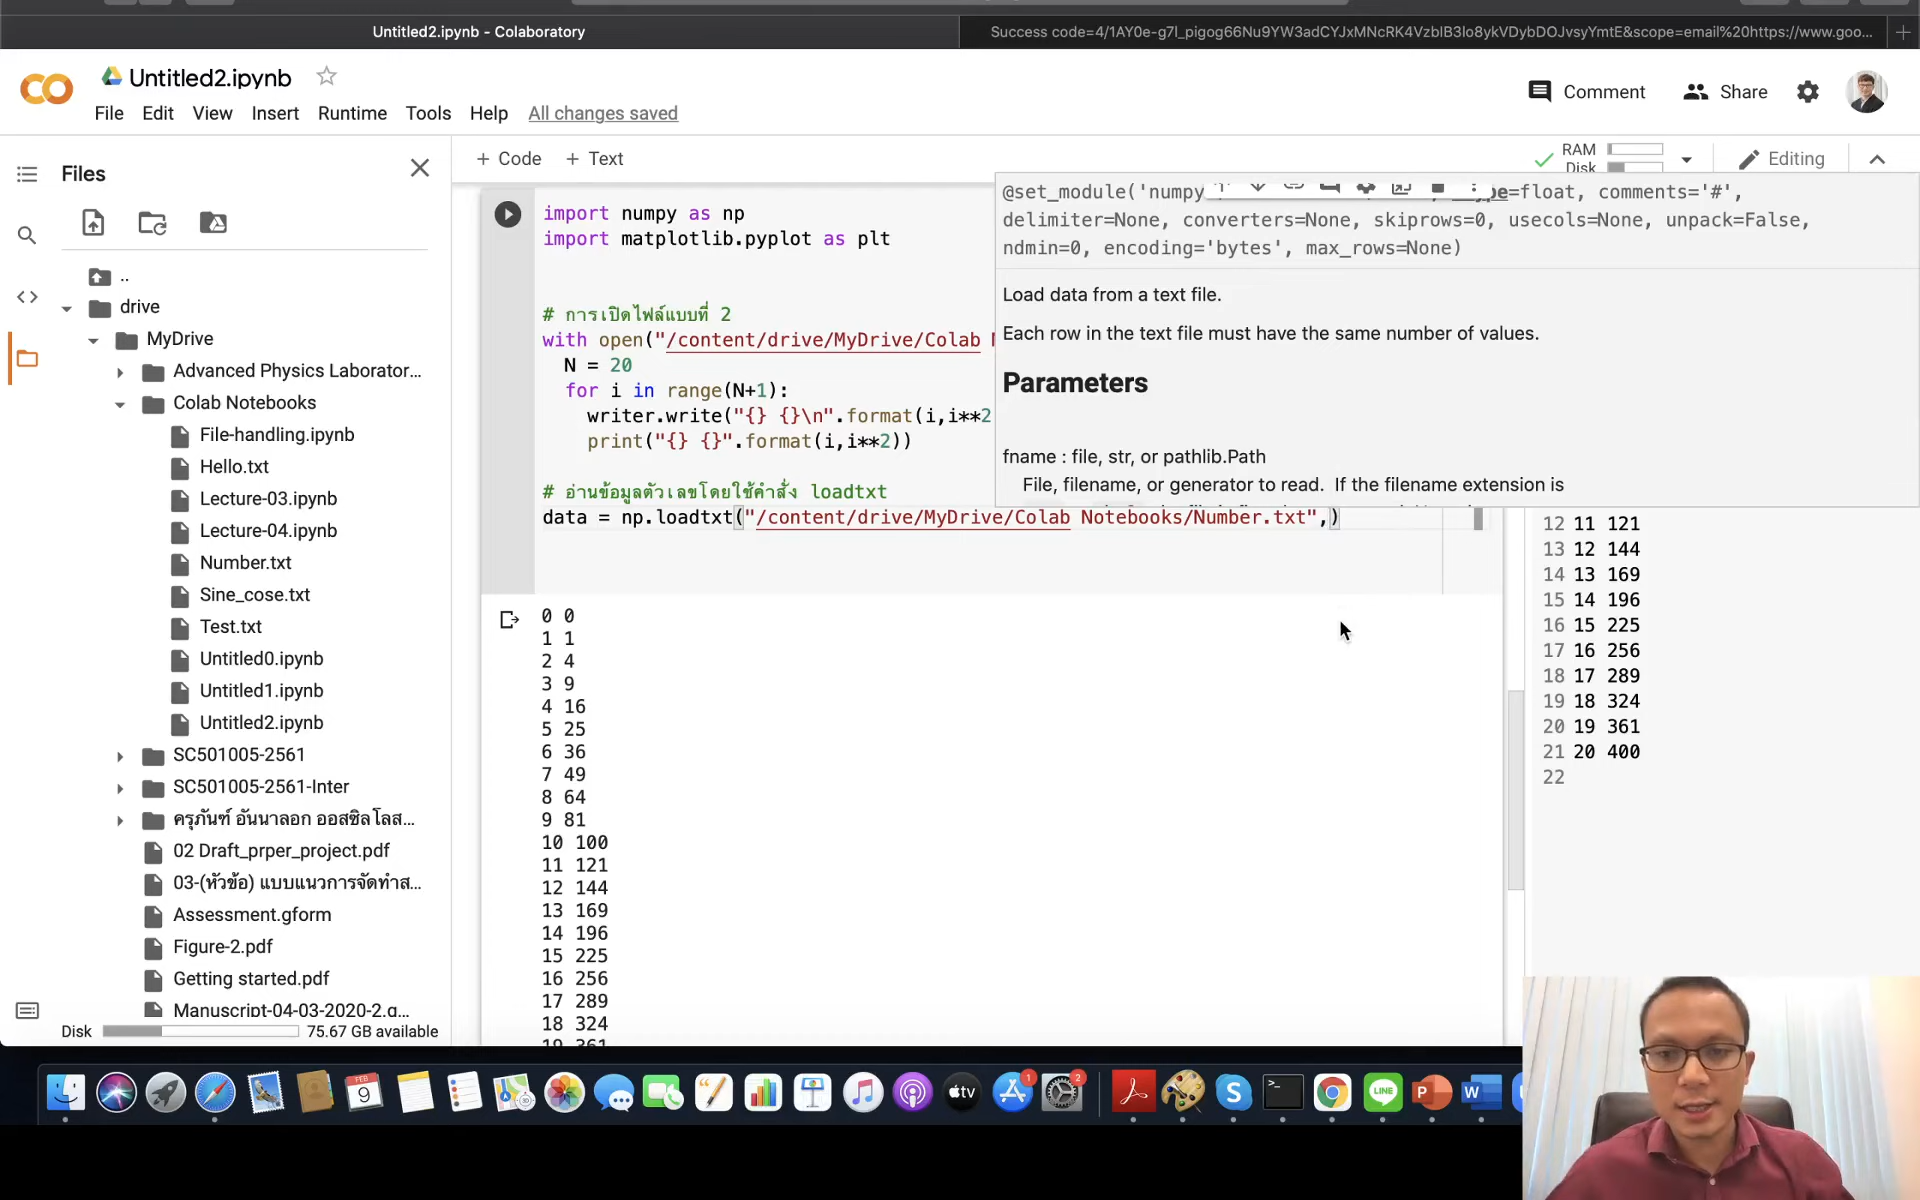 Untitled2.ipynb - Colaboratory
Success code=4/1AY0e-g7l_pigog66Nu9YW3adCYJxMNcRK4VzblB3lo8ykVDybDOJvsyYmtE&scope=email%20https://www.goo...
Untitled2.ipynb
File Edit View Insert Runtime Tools Help All changes saved
Comment Share
Files
+ Code + Text
RAM
Disk
Editing
..
drive
MyDrive
Advanced Physics Laborator...
Colab Notebooks
File-handling.ipynb
Hello.txt
Lecture-03.ipynb
Lecture-04.ipynb
Number.txt
Sine_cose.txt
Test.txt
Untitled0.ipynb
Untitled1.ipynb
Untitled2.ipynb
SC501005-2561
SC501005-2561-Inter
ครุภัณฑ์ อันนาลอก ออสซิลโลส...
02 Draft_prper_project.pdf
03-(หัวข้อ) แบบแนวการจัดทำส...
Assessment.gform
Figure-2.pdf
Getting started.pdf
Manuscript-04-03-2020-2.g...
Disk 75.67 GB available
import numpy as np
import matplotlib.pyplot as plt
# การเปิดไฟล์แบบที่ 2
with open("/content/drive/MyDrive/Colab
N = 20
for i in range(N+1):
writer.write("{} {}\n".format(i,i**2
print("{} {}".format(i,i**2))
# อ่านข้อมูลตัวเลขโดยใช้คำสั่ง loadtxt
data = np.loadtxt("/content/drive/MyDrive/Colab Notebooks/Number.txt",)
@set_module('numpy
=float, comments='#',
delimiter=None, converters=None, skiprows=0, usecols=None, unpack=False,
ndmin=0, encoding='bytes', max_rows=None)
Load data from a text file.
Each row in the text file must have the same number of values.
Parameters
fname : file, str, or pathlib.Path
File, filename, or generator to read. If the filename extension is
0 0
1 1
2 4
3 9
4 16
5 25
6 36
7 49
8 64
9 81
10 100
11 121
12 144
13 169
14 196
15 225
16 256
17 289
18 324
19 361
12 11 121
13 12 144
14 13 169
15 14 196
16 15 225
17 16 256
18 17 289
19 18 324
20 19 361
21 20 400
22
FEB
9
tv
1
2
LINE
P
W